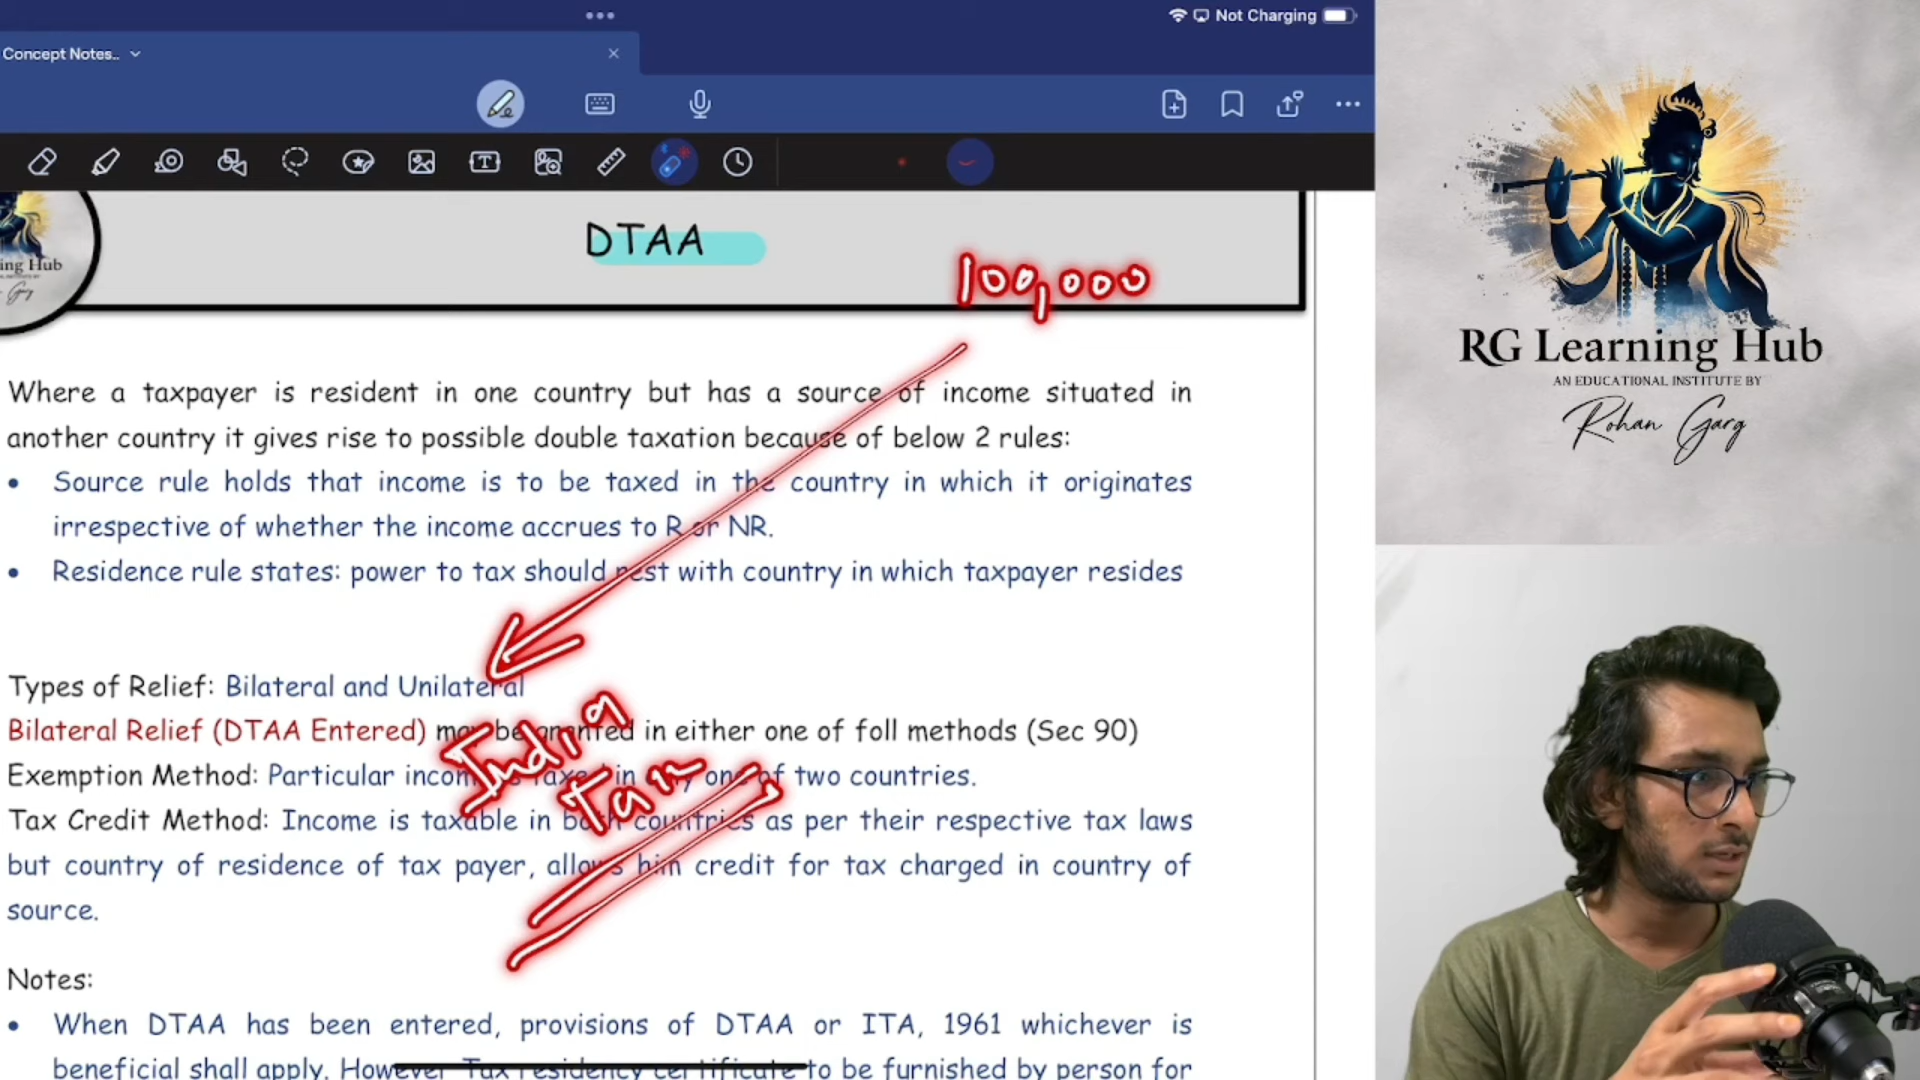 Not Charging
Concept Notes..
DTAA
100,000
ing Hub
Where a taxpayer is resident in one country but has a source of income situated in
another country it gives rise to possible double taxation because of below 2 rules:
• Source rule holds that income is to be taxed in the country in which it originates
irrespective of whether the income accrues to R or NR.
• Residence rule states: power to tax should rest with country in which taxpayer resides
Types of Relief: Bilateral and Unilateral
Bilateral Relief (DTAA Entered) may be granted in either one of foll methods (Sec 90)
India
Exemption Method: Particular income is taxed in any one of two countries.
Tax
Tax Credit Method: Income is taxable in both countries as per their respective tax laws
but country of residence of tax payer, allows him credit for tax charged in country of
source.
Notes:
• When DTAA has been entered, provisions of DTAA or ITA, 1961 whichever is
beneficial shall apply. However Tax residency certificate to be furnished by person for
RG Learning Hub
AN EDUCATIONAL INSTITUTE BY
Rohan Garg